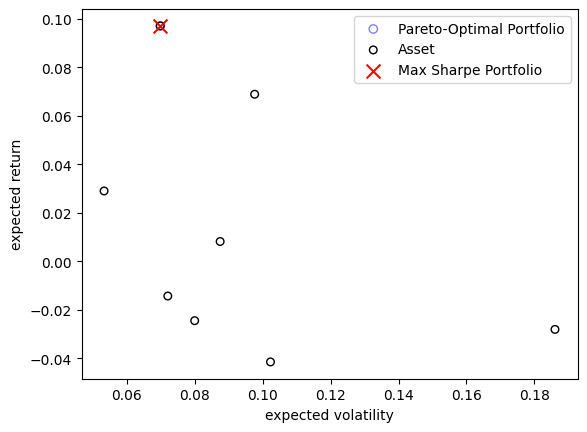 0.10
0.08
0.06
0.04
0.02
0.00
−0.02
−0.04
expected return
Pareto-Optimal Portfolio
Asset
Max Sharpe Portfolio
0.06 0.08 0.10 0.12 0.14 0.16 0.18
expected volatility